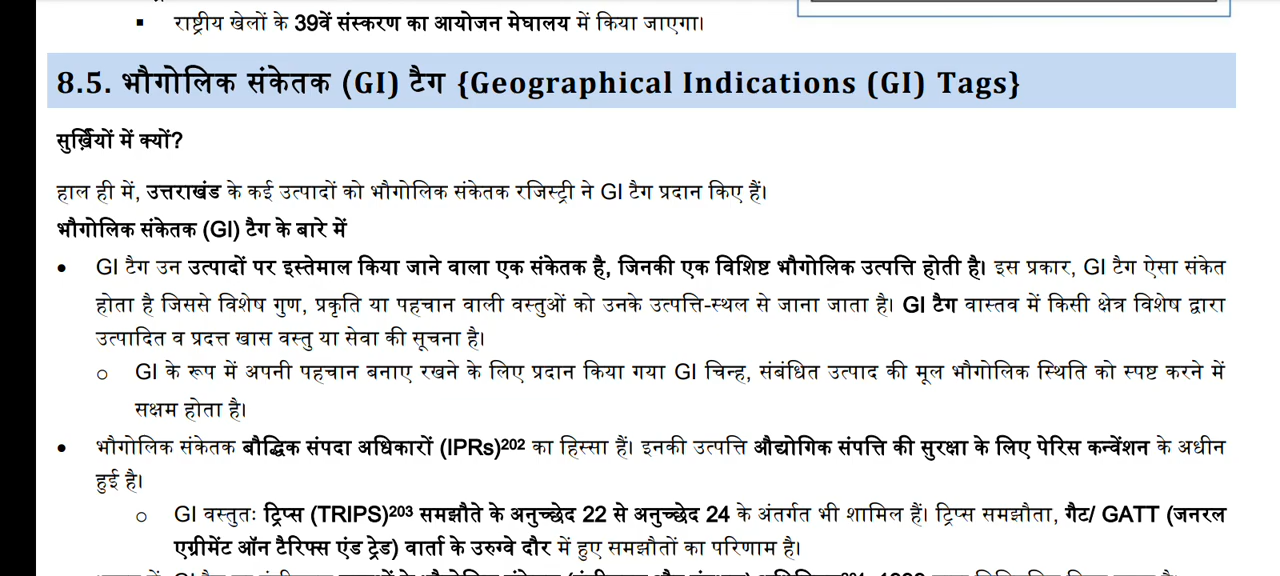 ▪ राष्ट्रीय खेलों के 39वें संस्करण का आयोजन मेघालय में किया जाएगा।
8.5. भौगोलिक संकेतक (GI) टैग {Geographical Indications (GI) Tags}
सुर्ख़ियों में क्यों?
हाल ही में, उत्तराखंड के कई उत्पादों को भौगोलिक संकेतक रजिस्ट्री ने GI टैग प्रदान किए हैं।
भौगोलिक संकेतक (GI) टैग के बारे में
• GI टैग उन उत्पादों पर इस्तेमाल किया जाने वाला एक संकेतक है, जिनकी एक विशिष्ट भौगोलिक उत्पत्ति होती है। इस प्रकार, GI टैग ऐसा संकेत
होता है जिससे विशेष गुण, प्रकृति या पहचान वाली वस्तुओं को उनके उत्पत्ति-स्थल से जाना जाता है। GI टैग वास्तव में किसी क्षेत्र विशेष द्वारा
उत्पादित व प्रदत्त खास वस्तु या सेवा की सूचना है।
o GI के रूप में अपनी पहचान बनाए रखने के लिए प्रदान किया गया GI चिन्ह, संबंधित उत्पाद की मूल भौगोलिक स्थिति को स्पष्ट करने में
सक्षम होता है।
• भौगोलिक संकेतक बौद्धिक संपदा अधिकारों (IPRs)²⁰² का हिस्सा हैं। इनकी उत्पत्ति औद्योगिक संपत्ति की सुरक्षा के लिए पेरिस कन्वेंशन के अधीन
हुई है।
o GI वस्तुतः ट्रिप्स (TRIPS)²⁰³ समझौते के अनुच्छेद 22 से अनुच्छेद 24 के अंतर्गत भी शामिल हैं। ट्रिप्स समझौता, गैट/ GATT (जनरल
एग्रीमेंट ऑन टैरिफ्स एंड ट्रेड) वार्ता के उरुग्वे दौर में हुए समझौतों का परिणाम है।